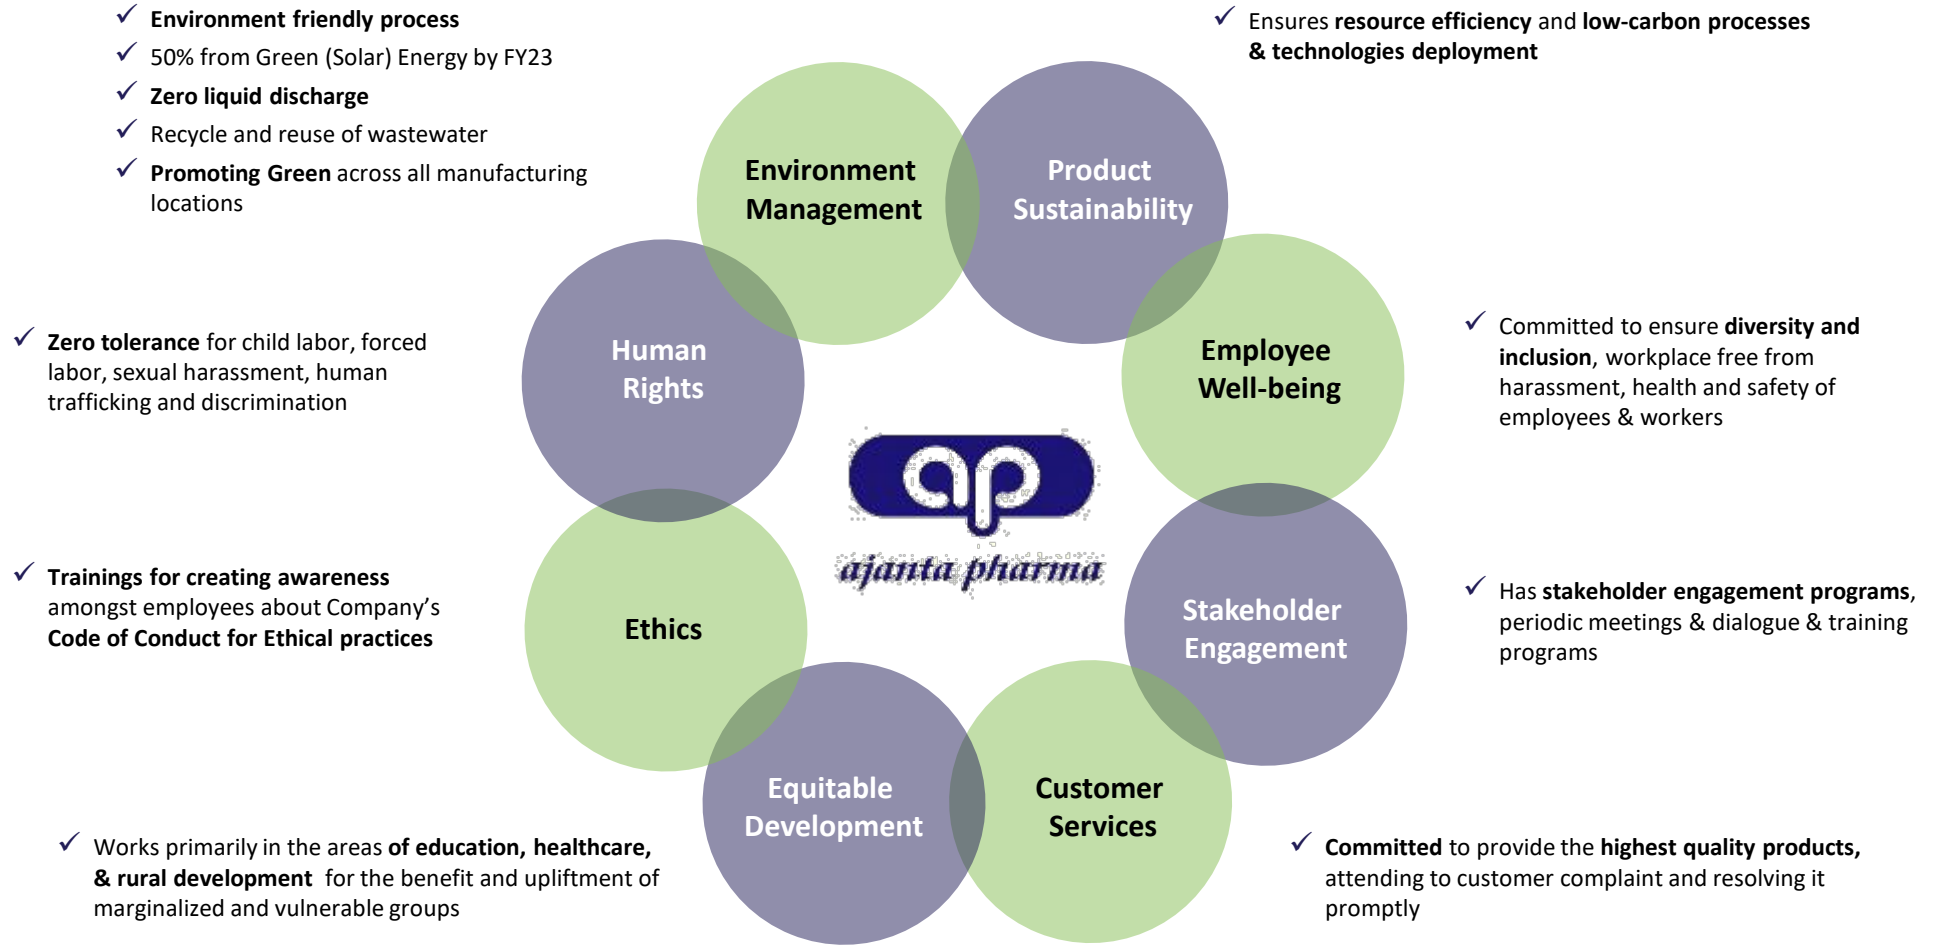 Environment friendly process
50% from Green (Solar) Energy by FY23
Zero liquid discharge
Recycle and reuse of wastewater
Promoting Green across all manufacturing
locations
Ensures resource efficiency and low-carbon processes
& technologies deployment
Environment
Management
Product
Sustainability
Zero tolerance for child labor, forced
labor, sexual harassment, human
trafficking and discrimination
Human
Rights
Employee
Well-being
Committed to ensure diversity and
inclusion, workplace free from
harassment, health and safety of
employees & workers
ap
ajanta pharma
Trainings for creating awareness
amongst employees about Company’s
Code of Conduct for Ethical practices
Ethics
Stakeholder
Engagement
Has stakeholder engagement programs,
periodic meetings & dialogue & training
programs
Equitable
Development
Customer
Services
Works primarily in the areas of education, healthcare,
& rural development for the benefit and upliftment of
marginalized and vulnerable groups
Committed to provide the highest quality products,
attending to customer complaint and resolving it
promptly